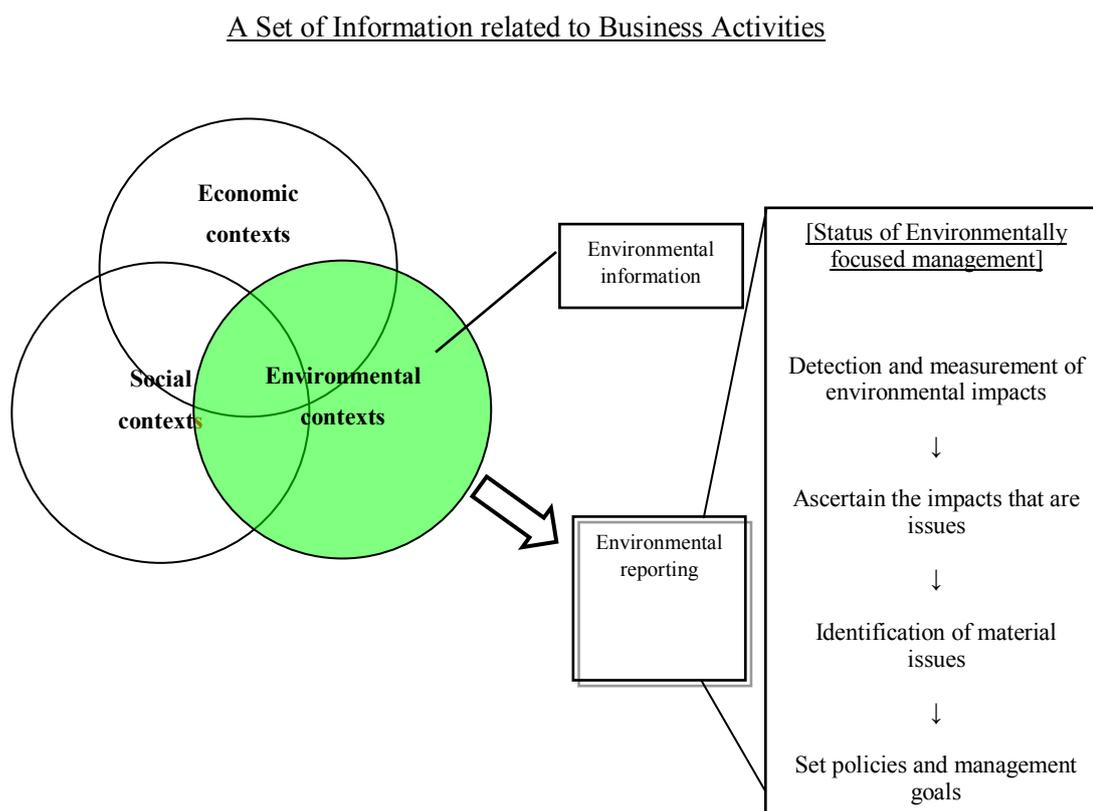 A Set of Information related to Business Activities
Economic
contexts
Social
contexts
Environmental
contexts
Environmental
information
Environmental
reporting
[Status of Environmentally
focused management]
Detection and measurement of
environmental impacts
↓
Ascertain the impacts that are
issues
↓
Identification of material
issues
↓
Set policies and management
goals